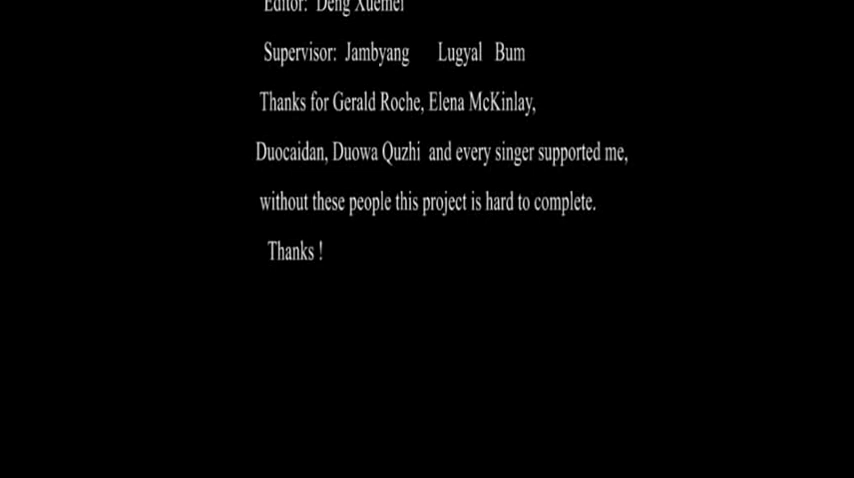 Editor: Deng Xuemei
Supervisor: Jambyang Lugyal Bum
Thanks for Gerald Roche, Elena McKinlay,
Duocaidan, Duowa Quzhi and every singer supported me,
without these people this project is hard to complete.
Thanks !